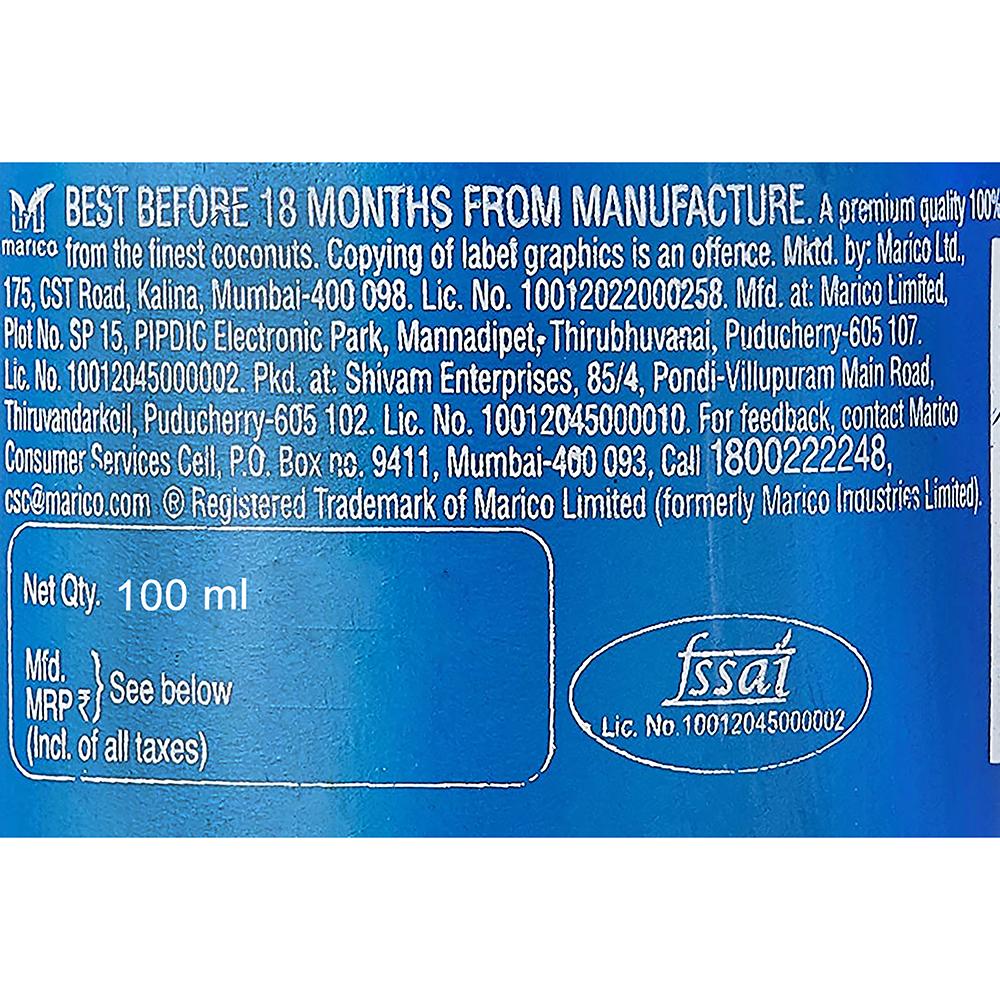 BEST BEFORE 18 MONTHS FROM MANUFACTURE. A premium quality 100%
marico from the finest coconuts. Copying of label graphics is an offence. Mktd. by: Marico Ltd.,
175, CST Road, Kalina, Mumbai-400 098. Lic. No. 10012022000258. Mfd. at: Marico Limited,
Plot No. SP 15, PIPDIC Electronic Park, Mannadipet, Thirubhuvanai, Puducherry-605 107.
Lic. No. 10012045000002. Pkd. at: Shivam Enterprises, 85/4, Pondi-Villupuram Main Road,
Thiruvandarkoil, Puducherry-605 102. Lic. No. 10012045000010. For feedback, contact Marico
Consumer Services Cell, P.O. Box no. 9411, Mumbai-400 093, Call 1800222248,
csc@marico.com ® Registered Trademark of Marico Limited (formerly Marico Industries Limited).
Net Qty. 100 ml
Mfd.
MRP ₹ } See below
(Incl. of all taxes)
fssai
Lic. No.10012045000002